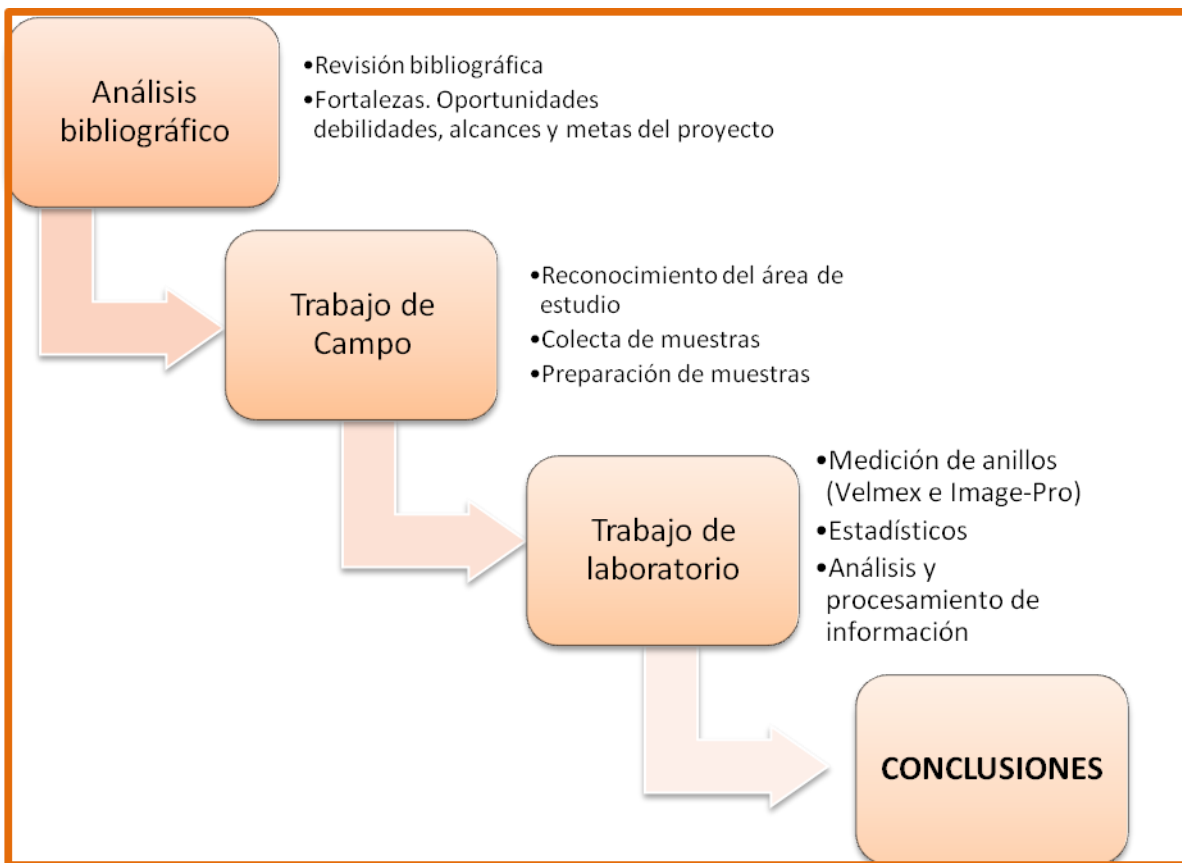 Análisis
bibliográfico
•Revisión bibliográfica
•Fortalezas. Oportunidades
debilidades, alcances y metas del proyecto
Trabajo de
Campo
•Reconocimiento del área de
estudio
•Colecta de muestras
•Preparación de muestras
Trabajo de
laboratorio
•Medición de anillos
(Velmex e Image-Pro)
•Estadísticos
•Análisis y
procesamiento de
información
CONCLUSIONES